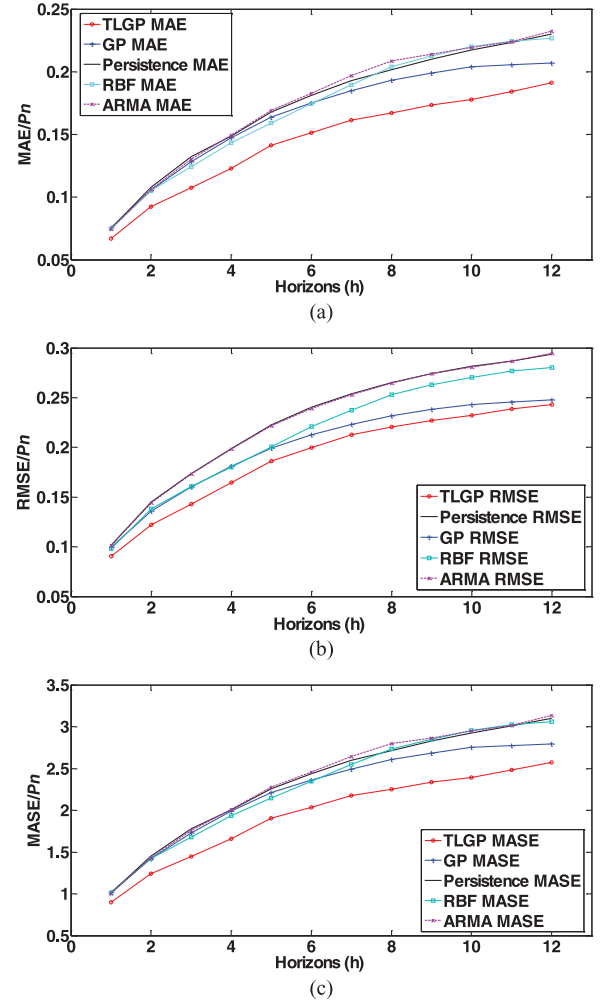 0.25
0.2
0.15
0.1
0.05
MAE/Pn
TLGP MAE
GP MAE
Persistence MAE
RBF MAE
ARMA MAE
0 2 4 6 8 10 12
Horizons (h)
(a)
0.3
0.25
0.2
0.15
0.1
0.05
RMSE/Pn
TLGP RMSE
Persistence RMSE
GP RMSE
RBF RMSE
ARMA RMSE
0 2 4 6 8 10 12
Horizons (h)
(b)
3.5
3
2.5
2
1.5
1
0.5
MASE/Pn
TLGP MASE
GP MASE
Persistence MASE
RBF MASE
ARMA MASE
0 2 4 6 8 10 12
Horizons (h)
(c)